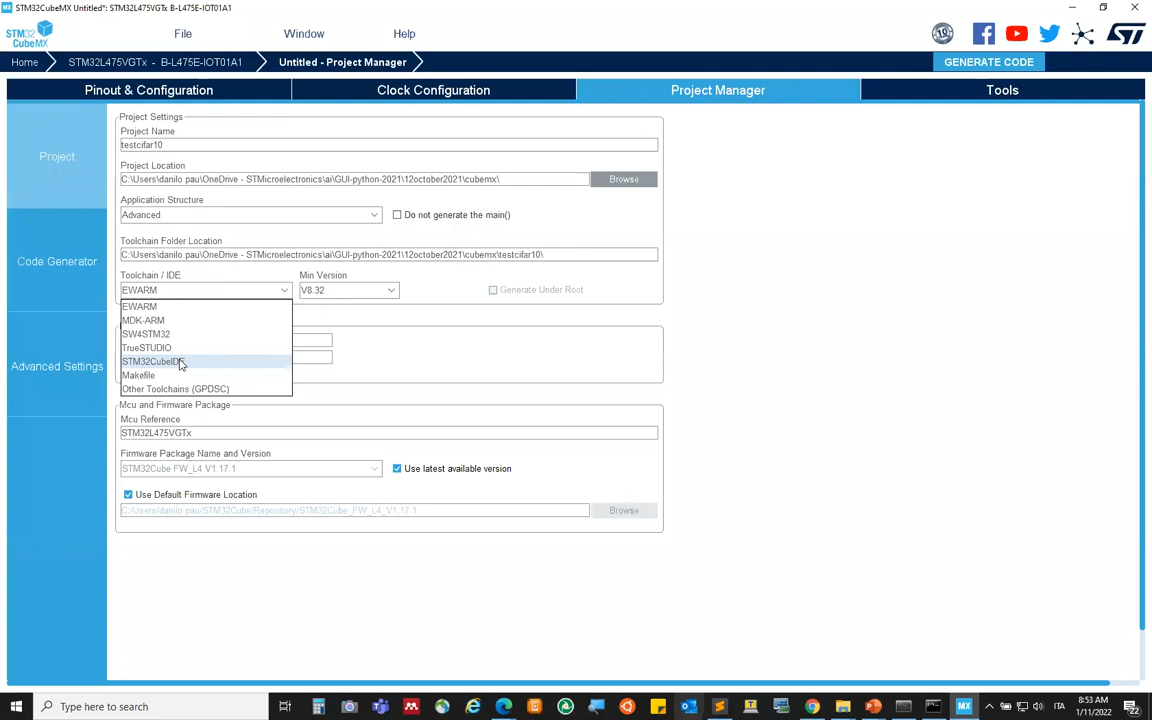 STM32CubeMX Untitled*: STM32L475VGTx B-L475E-IOT01A1
STM32
CubeMX
File
Window
Help
10
Home
STM32L475VGTx - B-L475E-IOT01A1
Untitled - Project Manager
GENERATE CODE
Pinout & Configuration
Clock Configuration
Project Manager
Tools
Project
Code Generator
Advanced Settings
Project Settings
Project Name
testcifar10
Project Location
C:\Users\danilo pau\OneDrive - STMicroelectronics\ai\GUI-python-2021\12october2021\cubemx\
Browse
Application Structure
Advanced
Do not generate the main()
Toolchain Folder Location
C:\Users\danilo pau\OneDrive - STMicroelectronics\ai\GUI-python-2021\12october2021\cubemx\testcifar10\
Toolchain / IDE
Min Version
EWARM
V8.32
Generate Under Root
EWARM
MDK-ARM
SW4STM32
TrueSTUDIO
STM32CubeIDE
Makefile
Other Toolchains (GPDSC)
Mcu and Firmware Package
Mcu Reference
STM32L475VGTx
Firmware Package Name and Version
STM32Cube FW_L4 V1.17.1
Use latest available version
Use Default Firmware Location
C:/Users/danilo pau/STM32Cube/Repository/STM32Cube_FW_L4_V1.17.1
Browse
Type here to search
MX
ITA
8:53 AM
1/11/2022
22